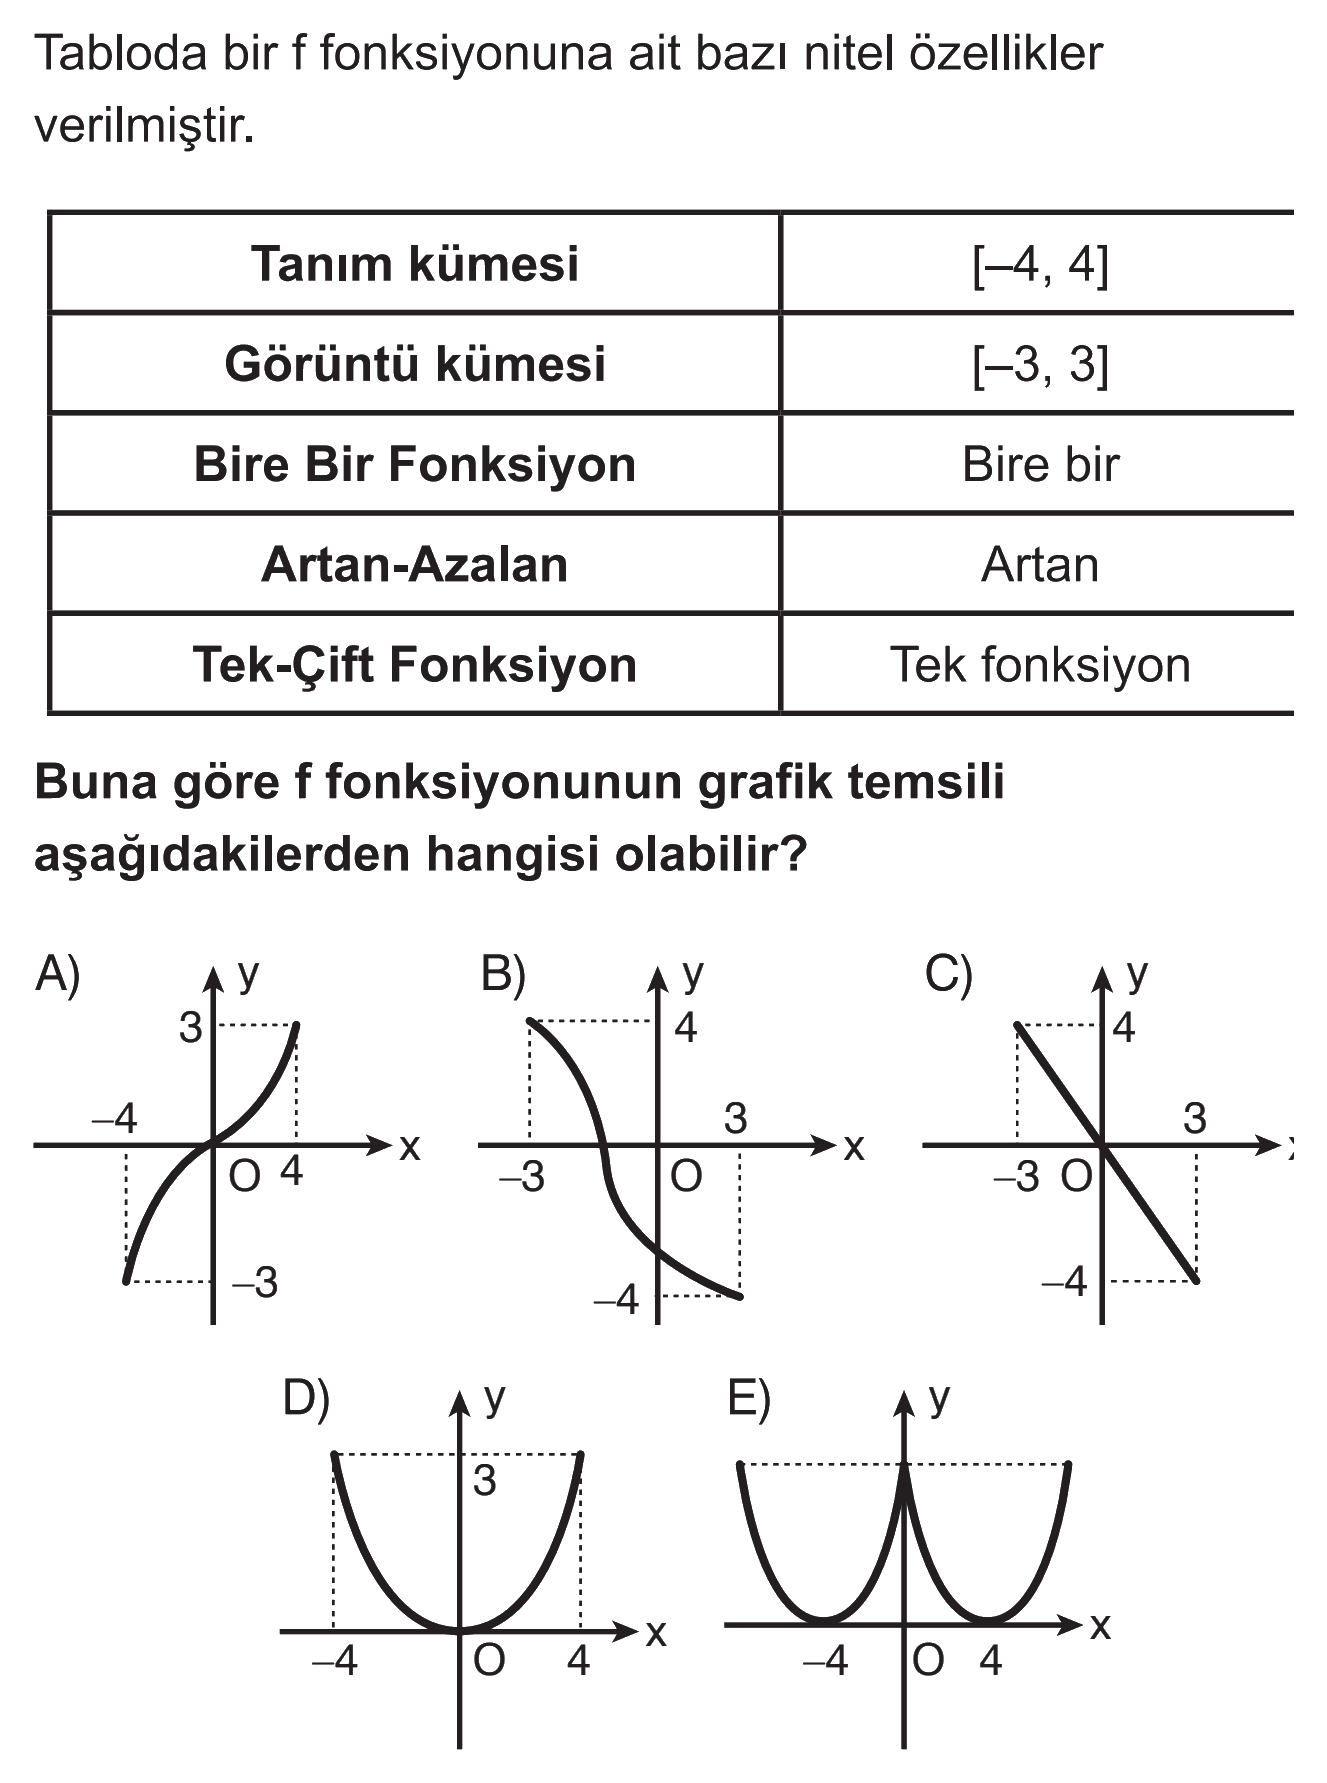 Tabloda bir f fonksiyonuna ait bazı nitel özellikler
verilmiştir.
Tanım kümesi [–4, 4]
Görüntü kümesi [–3, 3]
Bire Bir Fonksiyon Bire bir
Artan-Azalan Artan
Tek-Çift Fonksiyon Tek fonksiyon
Buna göre f fonksiyonunun grafik temsili
aşağıdakilerden hangisi olabilir?
A) y 3 –4 x O 4 –3
B) y 4 3 x –3 O –4
C) y 4 3 x –3 O –4
D) y 3 x –4 O 4
E) y x –4 O 4